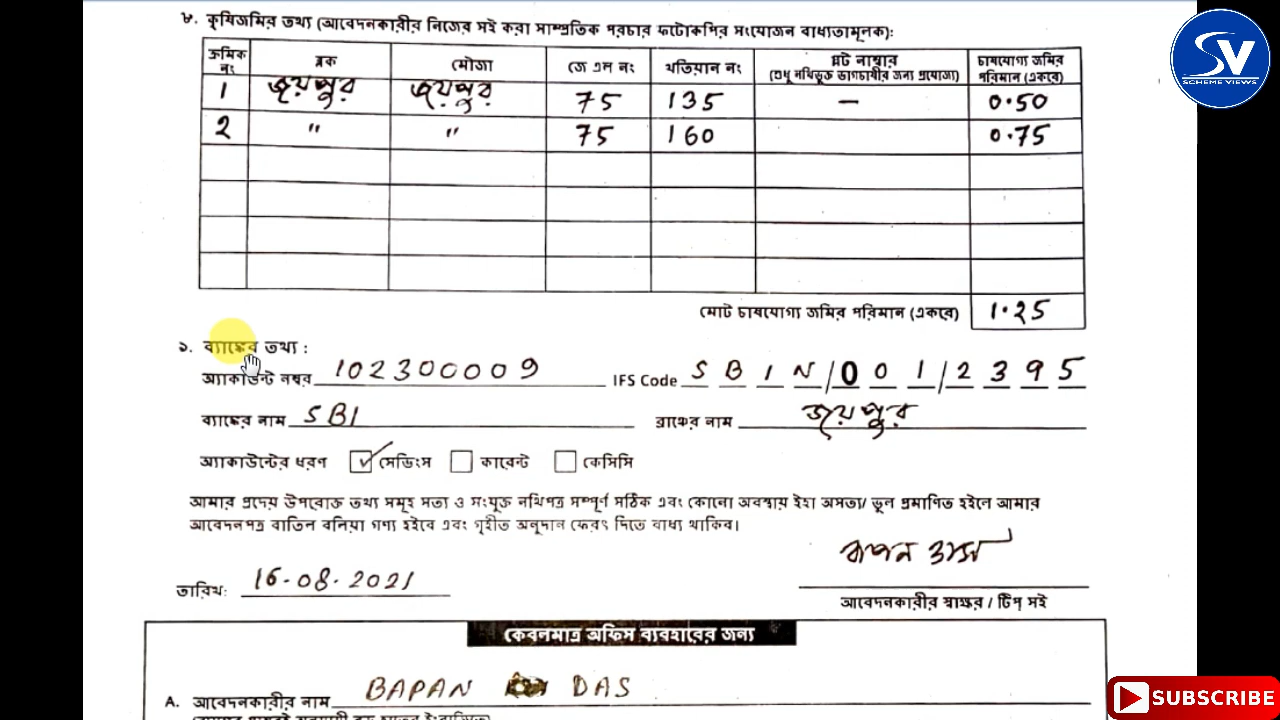 ৮. কৃষিজমির তথ্য (আবেদনকারীর নিজের সই করা সাম্প্রতিক পরচার ফটোকপির সংযোজন বাধ্যতামূলক):
ক্রমিক নং ব্লক মৌজা জে এল নং খতিয়ান নং প্লট নাম্বার (শুধু নথিভূক্ত ভাগচাষীর জন্য প্রযোজ্য) চাষযোগ্য জমির পরিমান (একরে)
1 জয়পুর জয়পুর 75 135 — 0.50
2 " " 75 160 0.75
মোট চাষযোগ্য জমির পরিমান (একরে) 1.25
৯. ব্যাঙ্কের তথ্য :
অ্যাকাউন্ট নম্বর 102300009 IFS Code S B I N/0 0 1/2 3 9 5
ব্যাঙ্কের নাম SBI ব্রাঞ্চের নাম জয়পুর
অ্যাকাউন্টের ধরণ ✓ সেভিংস কারেন্ট কেসিসি
আমার প্রদেয় উপরোক্ত তথ্য সমূহ সত্য ও সংযুক্ত নথিপত্র সম্পূর্ণ সঠিক এবং কোনো অবস্থায় ইহা অসত্য/ ভুল প্রমাণিত হইলে আমার
আবেদনপত্র বাতিল বলিয়া গণ্য হইবে এবং গৃহীত অনুদান ফেরৎ দিতে বাধ্য থাকিব।
বাপন দাস
তারিখ: 16-08-2021
আবেদনকারীর স্বাক্ষর / টিপ সই
কেবলমাত্র অফিস ব্যবহারের জন্য
A. আবেদনকারীর নাম BAPAN DAS
SV
SCHEME VIEWS
SUBSCRIBE